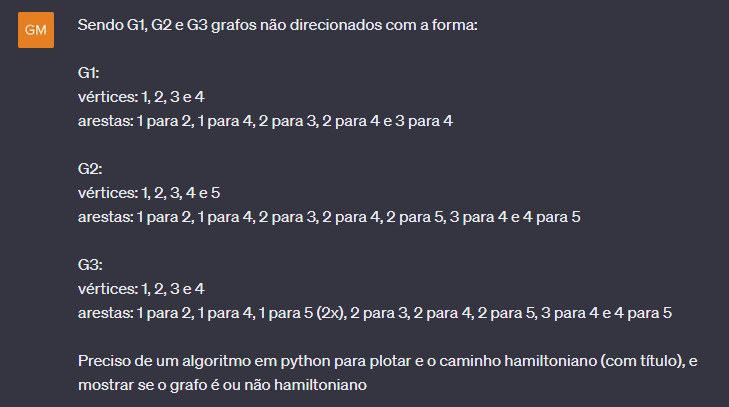 GM
Sendo G1, G2 e G3 grafos não direcionados com a forma:
G1:
vértices: 1, 2, 3 e 4
arestas: 1 para 2, 1 para 4, 2 para 3, 2 para 4 e 3 para 4
G2:
vértices: 1, 2, 3, 4 e 5
arestas: 1 para 2, 1 para 4, 2 para 3, 2 para 4, 2 para 5, 3 para 4 e 4 para 5
G3:
vértices: 1, 2, 3 e 4
arestas: 1 para 2, 1 para 4, 1 para 5 (2x), 2 para 3, 2 para 4, 2 para 5, 3 para 4 e 4 para 5
Preciso de um algoritmo em python para plotar e o caminho hamiltoniano (com título), e
mostrar se o grafo é ou não hamiltoniano